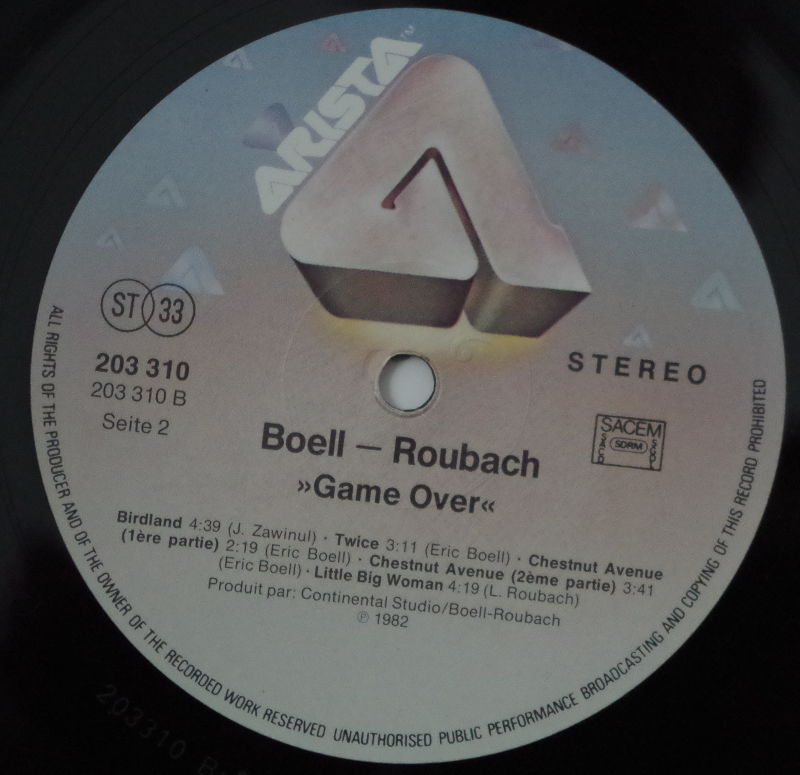 ARISTA™
ST 33
STEREO
203 310
203 310 B
Seite 2
SACEM
SACD SDRM SGDL
Boell – Roubach
»Game Over«
Birdland 4:39 (J. Zawinul) · Twice 3:11 (Eric Boell) · Chestnut Avenue
(1ère partie) 2:19 (Eric Boell) · Chestnut Avenue (2ème partie) 3:41
(Eric Boell) · Little Big Woman 4:19 (L. Roubach)
Produit par: Continental Studio/Boell-Roubach
℗ 1982
ALL RIGHTS OF THE PRODUCER AND OF THE OWNER OF THE RECORDED WORK RESERVED UNAUTHORISED PUBLIC PERFORMANCE BROADCASTING AND COPYING OF THIS RECORD PROHIBITED
203310 B